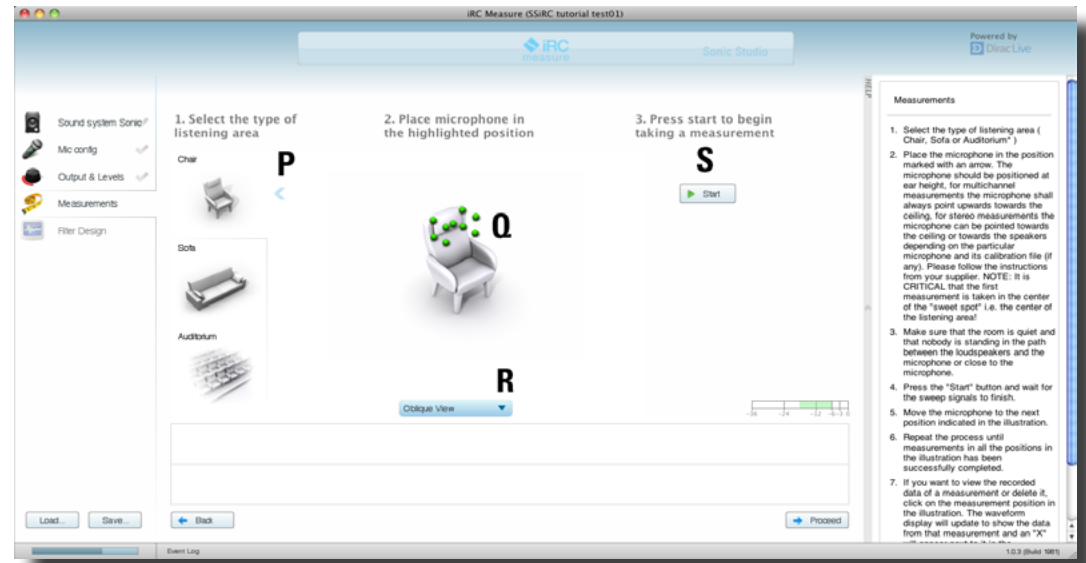 iRC Measure (SSiRC tutorial test01)
iRC
measure
Sonic Studio
Powered by
Dirac Live
Sound system Sonic
Mic config
Output & Levels
Measurements
Filter Design
1. Select the type of
listening area
2. Place microphone in
the highlighted position
3. Press start to begin
taking a measurement
Chair
P
Q
S
Start
Sofa
Auditorium
R
Oblique View
-36 -24 -12 -6 -3 0
HELP
Measurements
1. Select the type of listening area (
Chair, Sofa or Auditorium* )
2. Place the microphone in the position
marked with an arrow. The
microphone should be positioned at
ear height, for multichannel
measurements the microphone shall
always point upwards towards the
ceiling, for stereo measurements the
microphone can be pointed towards
the ceiling or towards the speakers
depending on the particular
microphone and its calibration file (if
any). Please follow the instructions
from your supplier. NOTE: It is
CRITICAL that the first
measurement is taken in the center
of the "sweet spot" i.e. the center of
the listening area!
3. Make sure that the room is quiet and
that nobody is standing in the path
between the loudspeakers and the
microphone or close to the
microphone.
4. Press the "Start" button and wait for
the sweep signals to finish.
5. Move the microphone to the next
position indicated in the illustration.
6. Repeat the process until
measurements in all the positions in
the illustration has been
successfully completed.
7. If you want to view the recorded
data of a measurement or delete it,
click on the measurement position in
the illustration. The waveform
display will update to show the data
from that measurement and an "X"
Load...
Save...
Back
Proceed
Event Log
1.0.3 (Build 1981)